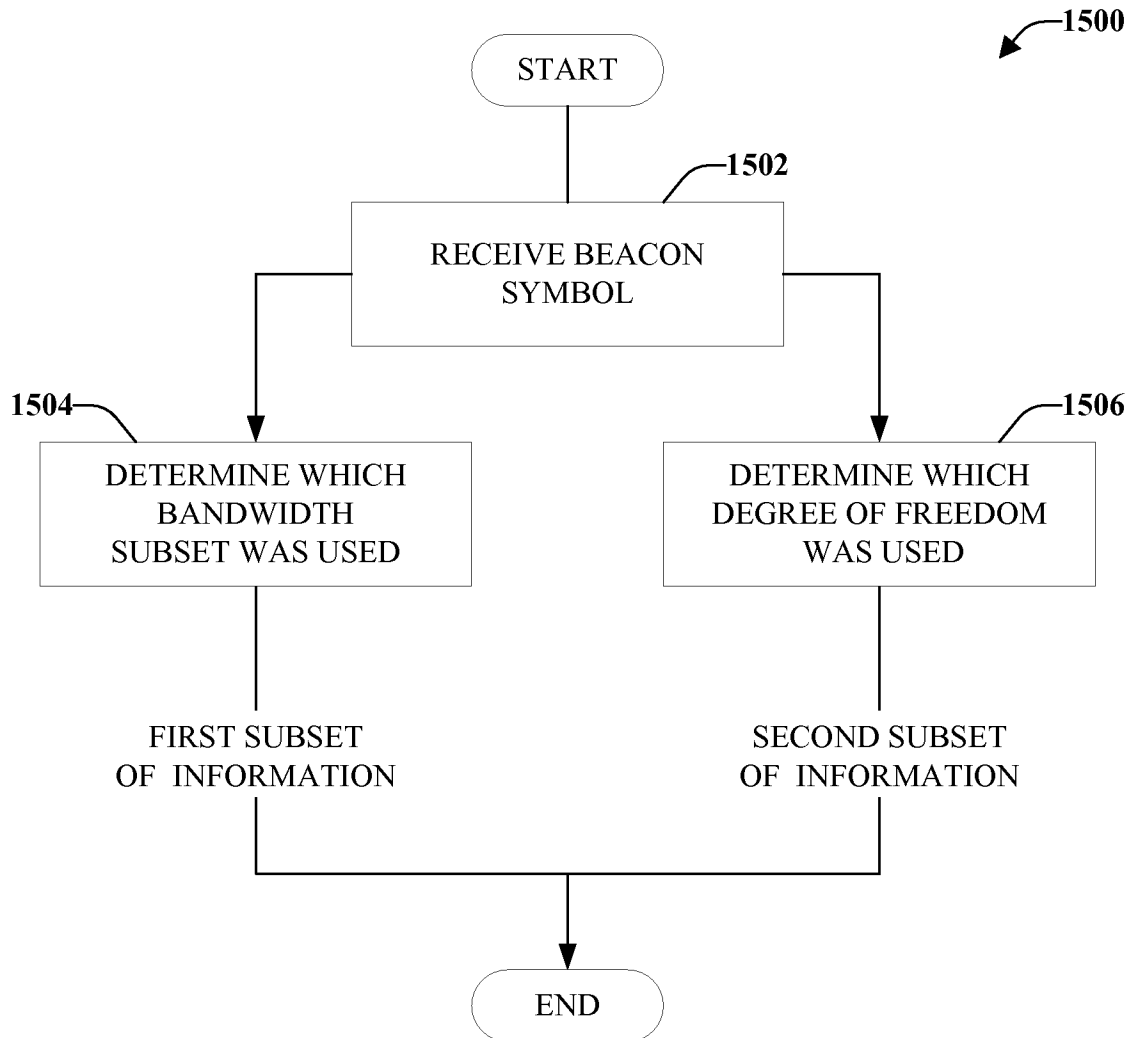 1500
START
1502
RECEIVE BEACON
SYMBOL
1504
DETERMINE WHICH
BANDWIDTH
SUBSET WAS USED
1506
DETERMINE WHICH
DEGREE OF FREEDOM
WAS USED
FIRST SUBSET
OF INFORMATION
SECOND SUBSET
OF INFORMATION
END